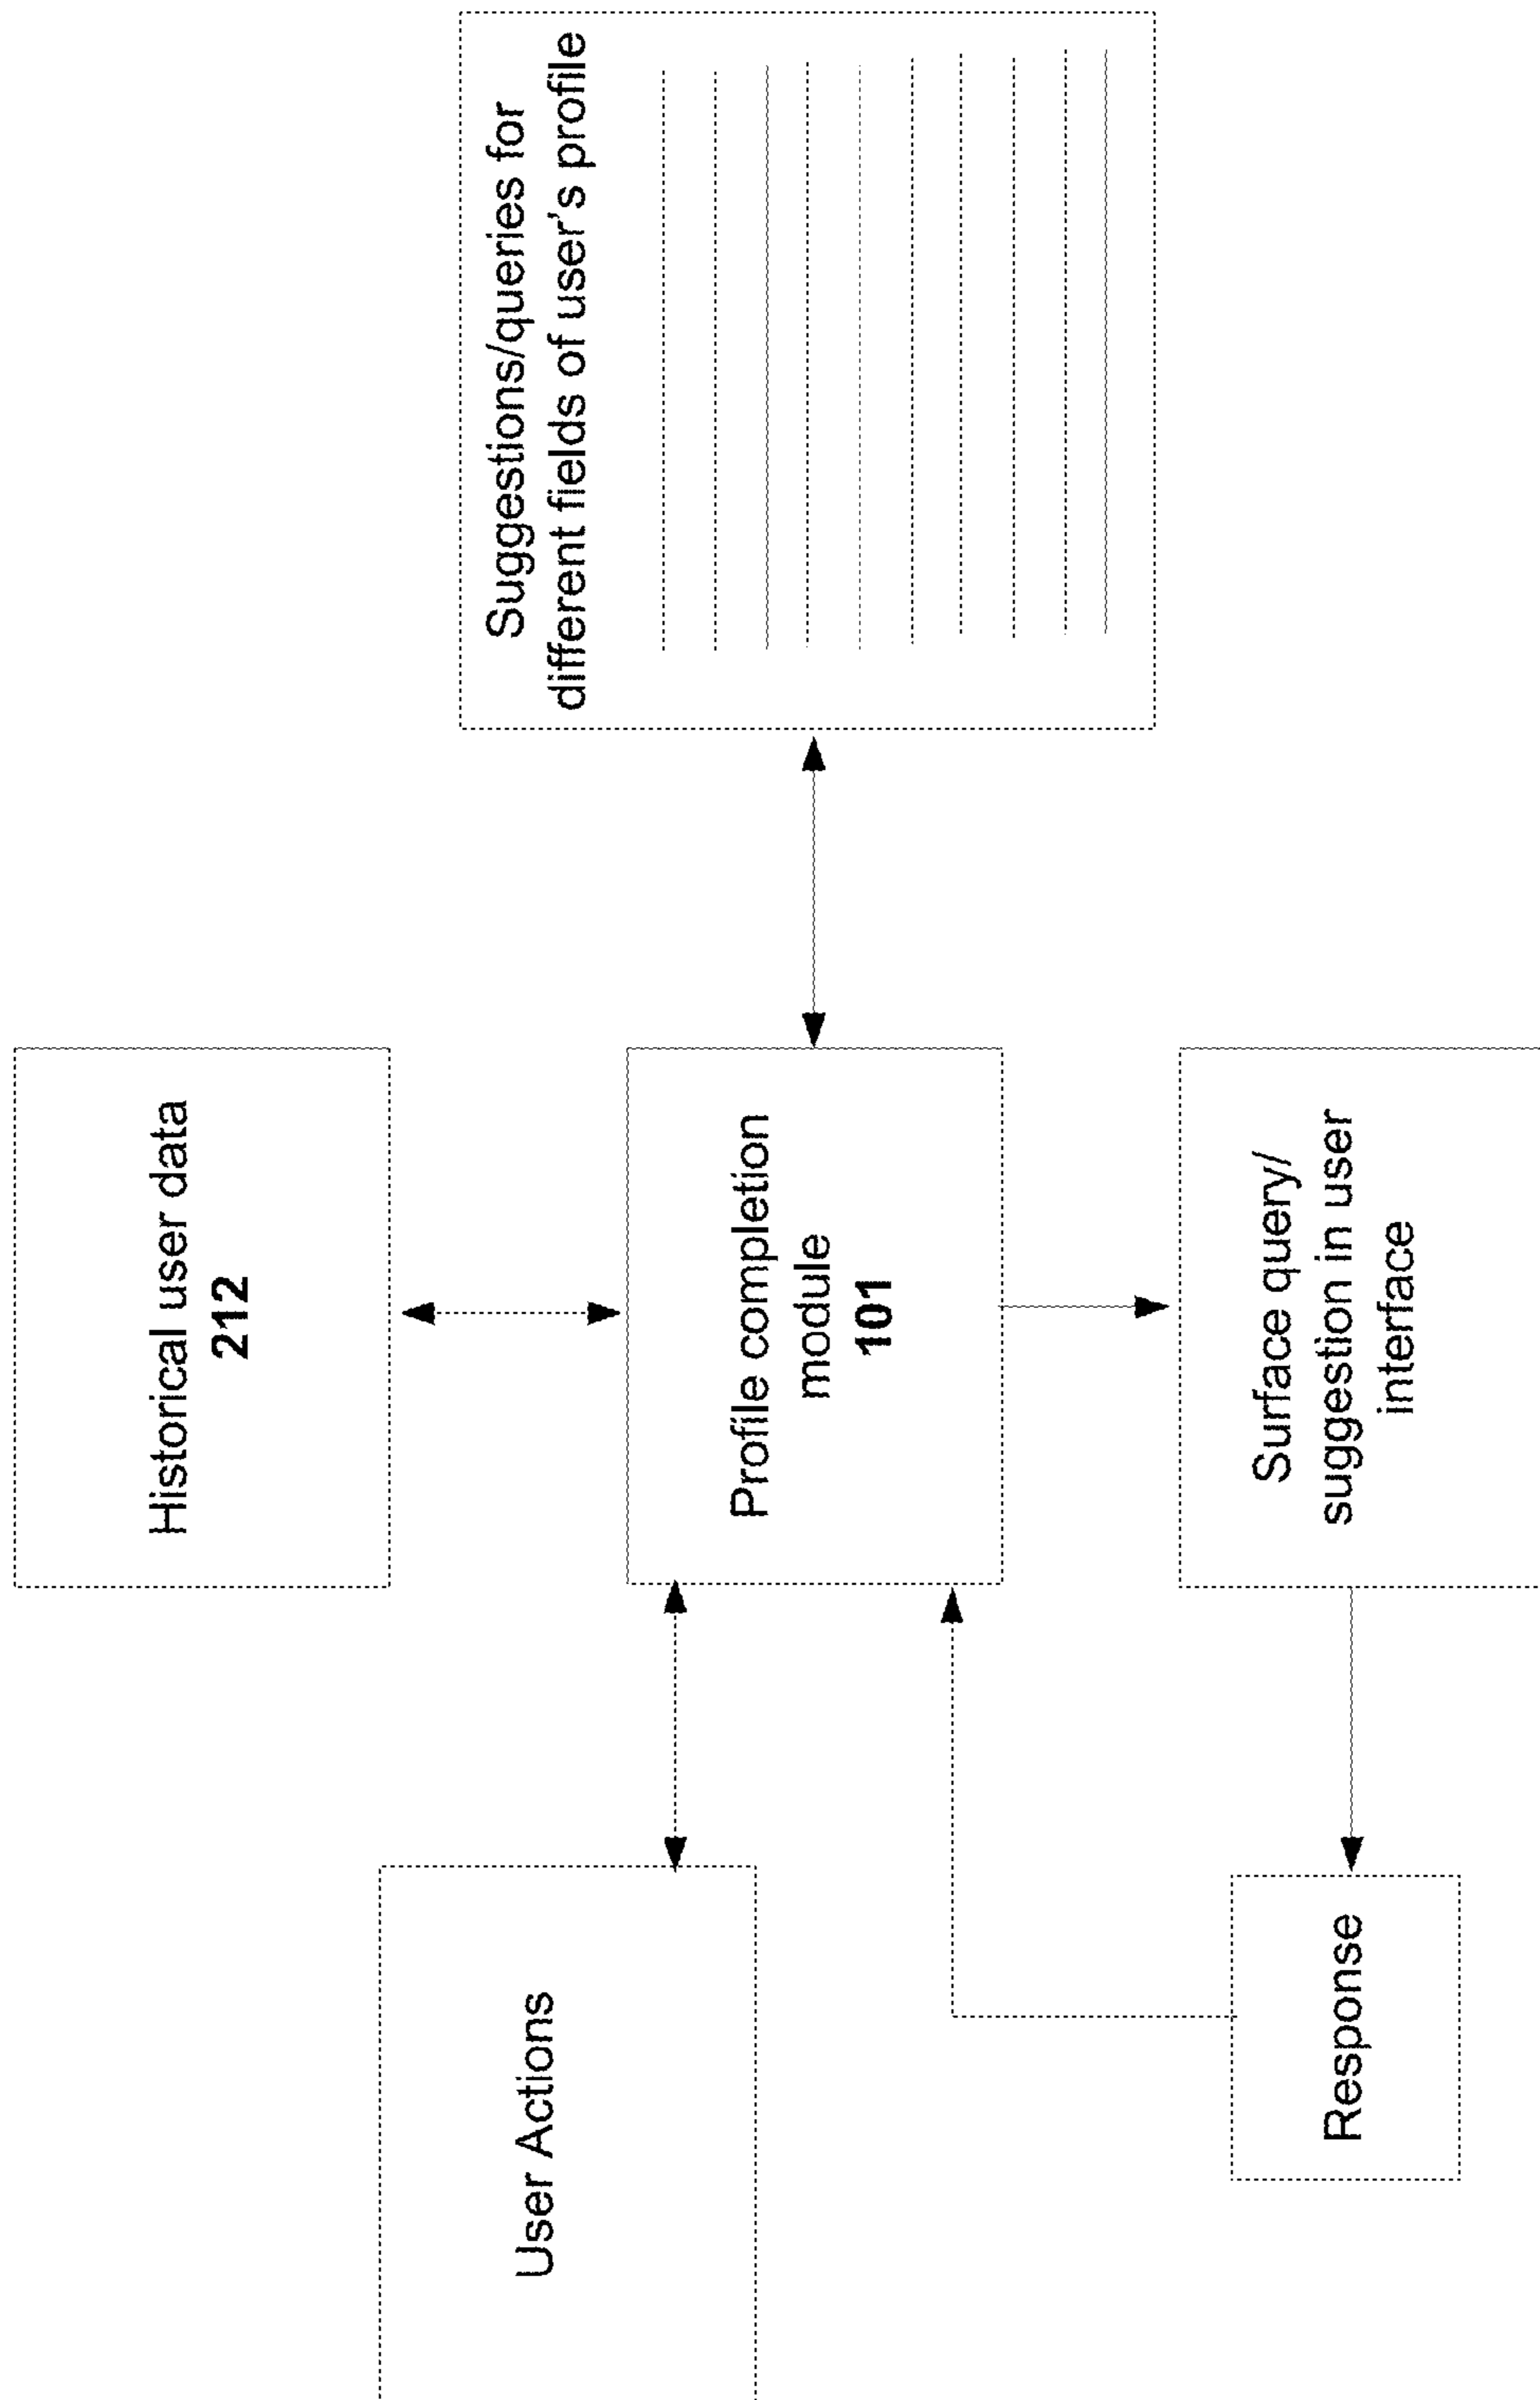 Historical user data
212
User Actions
Profile completion
module
101
Suggestions/queries for
different fields of user's profile
Response
Surface query/
suggestion in user
interface